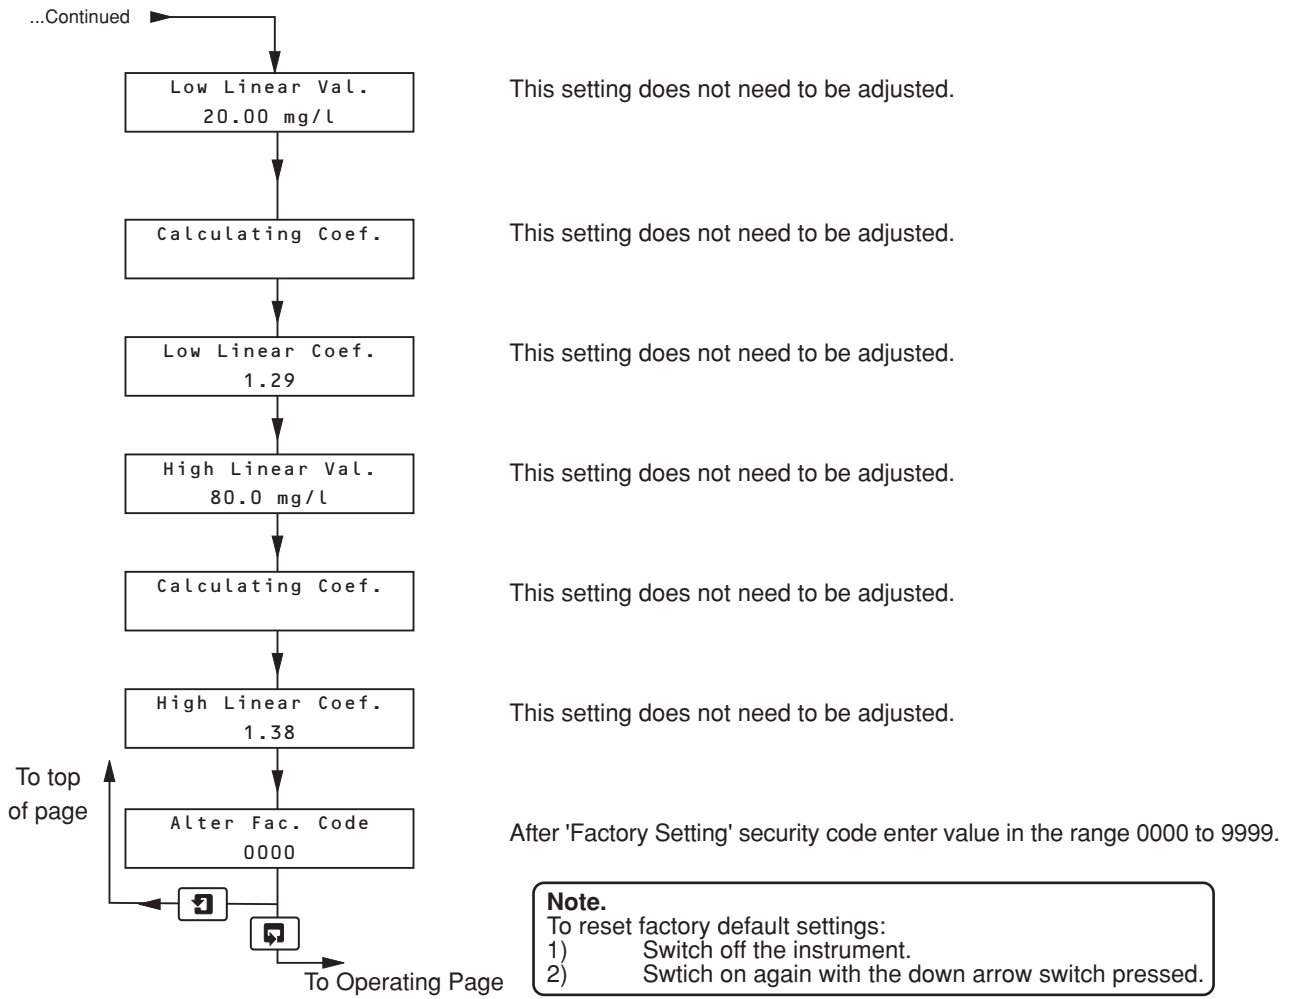 ...Continued
Low Linear Val.
20.00 mg/l
This setting does not need to be adjusted.
Calculating Coef.
This setting does not need to be adjusted.
Low Linear Coef.
1.29
This setting does not need to be adjusted.
High Linear Val.
80.0 mg/l
This setting does not need to be adjusted.
Calculating Coef.
This setting does not need to be adjusted.
High Linear Coef.
1.38
This setting does not need to be adjusted.
To top
of page
Alter Fac. Code
0000
After 'Factory Setting' security code enter value in the range 0000 to 9999.
Note.
To reset factory default settings:
1) Switch off the instrument.
2) Swtich on again with the down arrow switch pressed.
To Operating Page